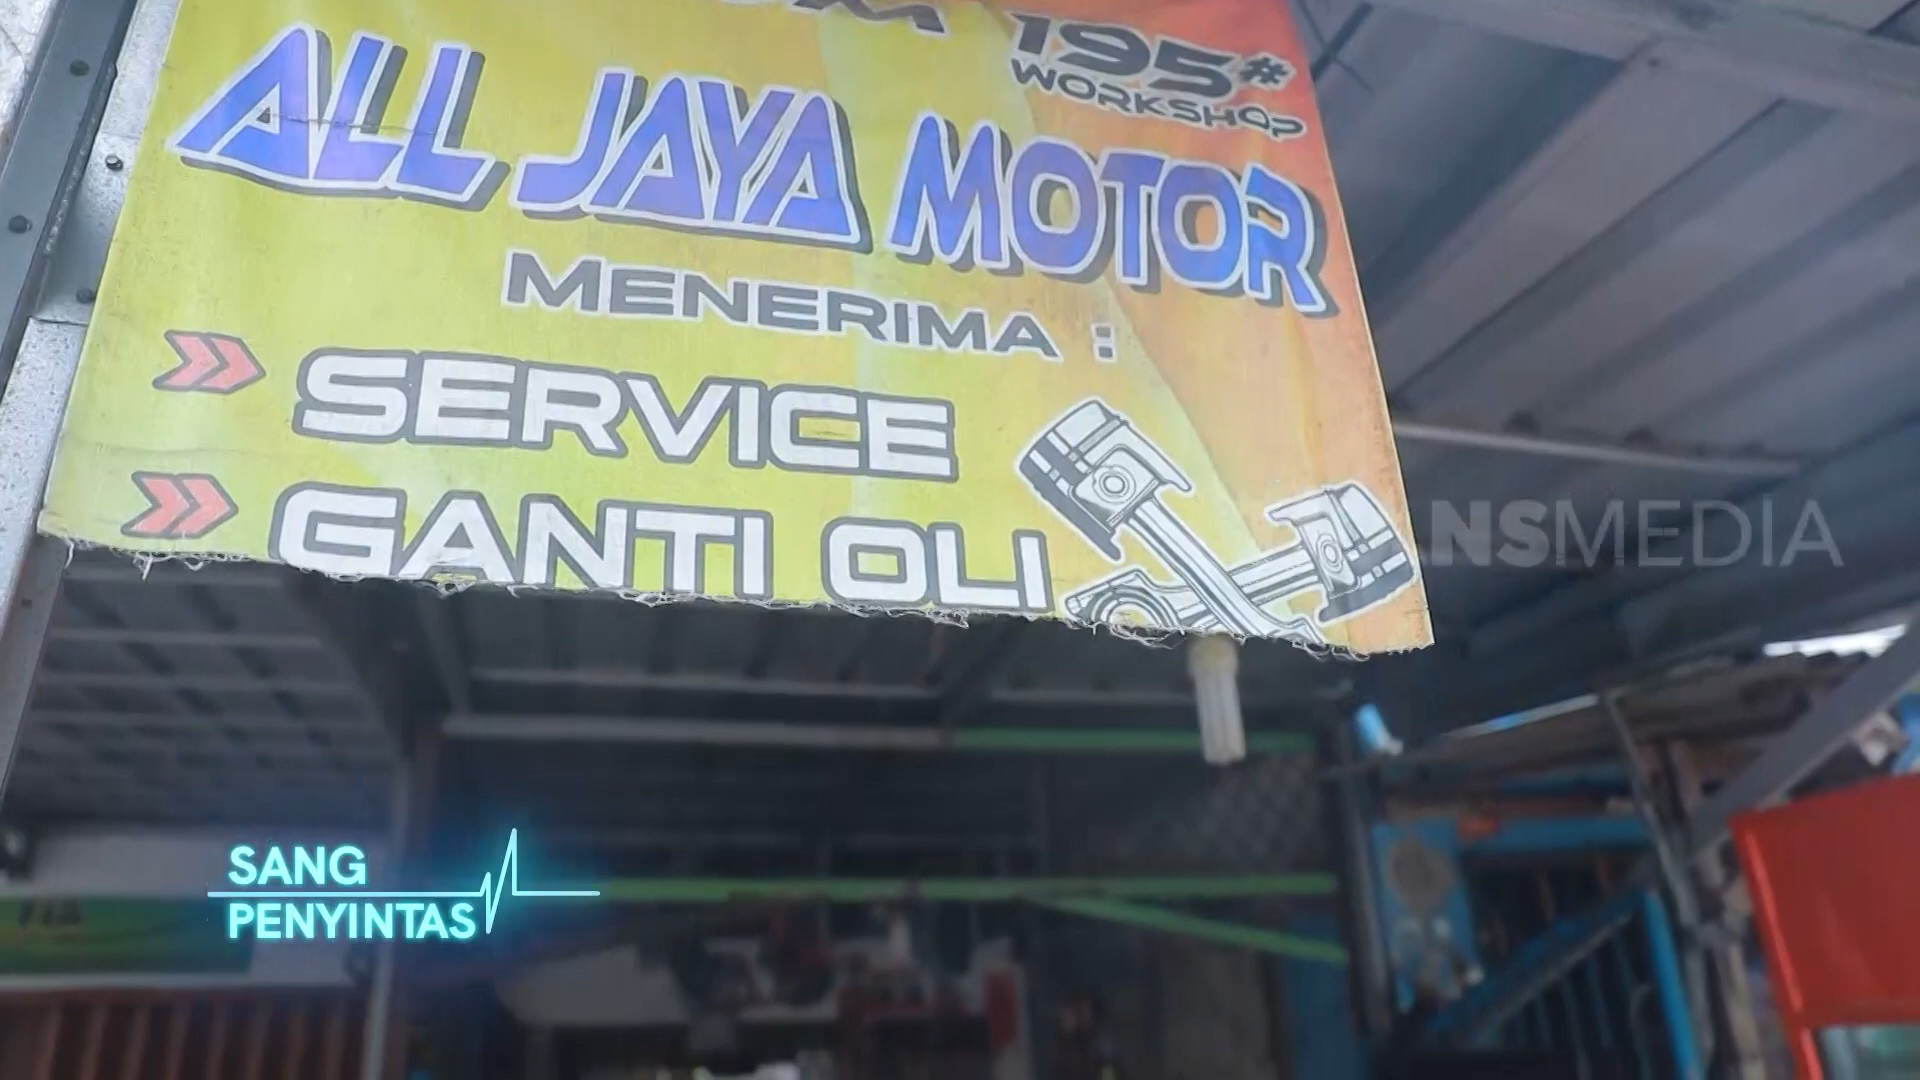 195#
WORKSHOP
ALL JAYA MOTOR
MENERIMA :
SERVICE
GANTI OLI
NSMEDIA
SANG
PENYINTAS